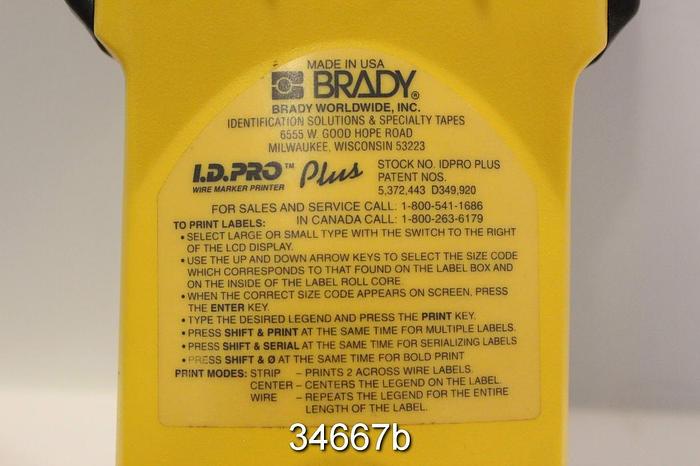 MADE IN USA
BRADY®
BRADY WORLDWIDE, INC.
IDENTIFICATION SOLUTIONS & SPECIALTY TAPES
6555 W. GOOD HOPE ROAD
MILWAUKEE, WISCONSIN 53223
I.D.PRO™ Plus
WIRE MARKER PRINTER
STOCK NO. IDPRO PLUS
PATENT NOS.
5,372,443 D349,920
FOR SALES AND SERVICE CALL: 1-800-541-1686
IN CANADA CALL: 1-800-263-6179
TO PRINT LABELS:
• SELECT LARGE OR SMALL TYPE WITH THE SWITCH TO THE RIGHT
OF THE LCD DISPLAY.
• USE THE UP AND DOWN ARROW KEYS TO SELECT THE SIZE CODE
WHICH CORRESPONDS TO THAT FOUND ON THE LABEL BOX AND
ON THE INSIDE OF THE LABEL ROLL CORE
• WHEN THE CORRECT SIZE CODE APPEARS ON SCREEN, PRESS
THE ENTER KEY.
• TYPE THE DESIRED LEGEND AND PRESS THE PRINT KEY.
• PRESS SHIFT & PRINT AT THE SAME TIME FOR MULTIPLE LABELS.
• PRESS SHIFT & SERIAL AT THE SAME TIME FOR SERIALIZING LABELS
• PRESS SHIFT & Ø AT THE SAME TIME FOR BOLD PRINT
PRINT MODES: STRIP – PRINTS 2 ACROSS WIRE LABELS.
CENTER – CENTERS THE LEGEND ON THE LABEL.
WIRE – REPEATS THE LEGEND FOR THE ENTIRE
LENGTH OF THE LABEL.
34667b